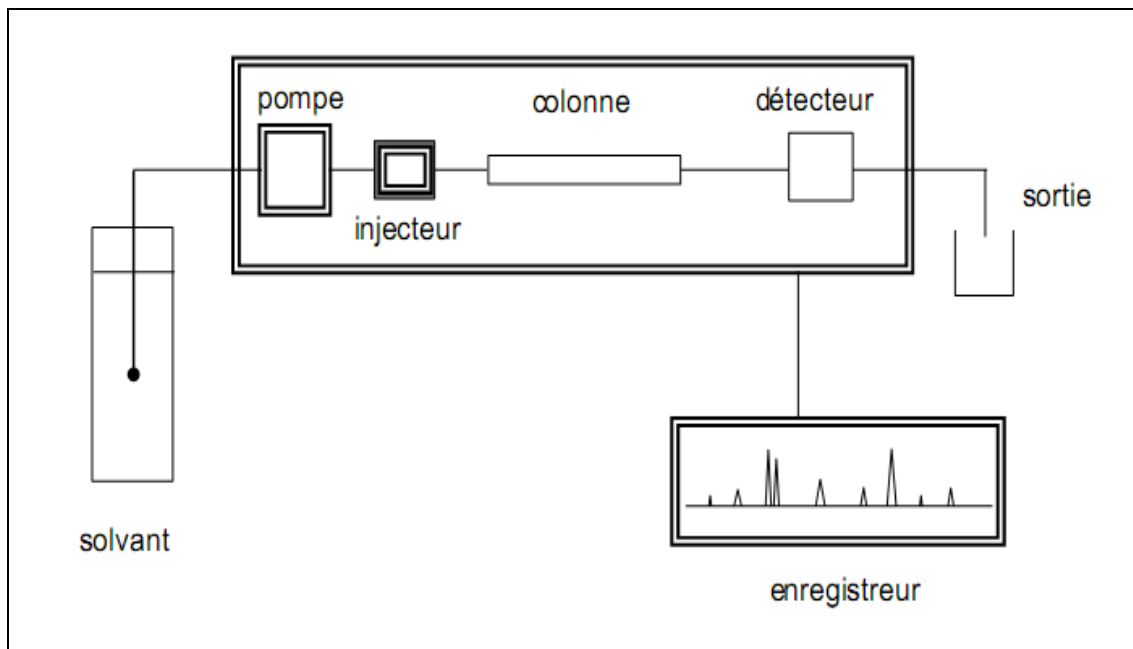 pompe
colonne
détecteur
injecteur
sortie
solvant
enregistreur